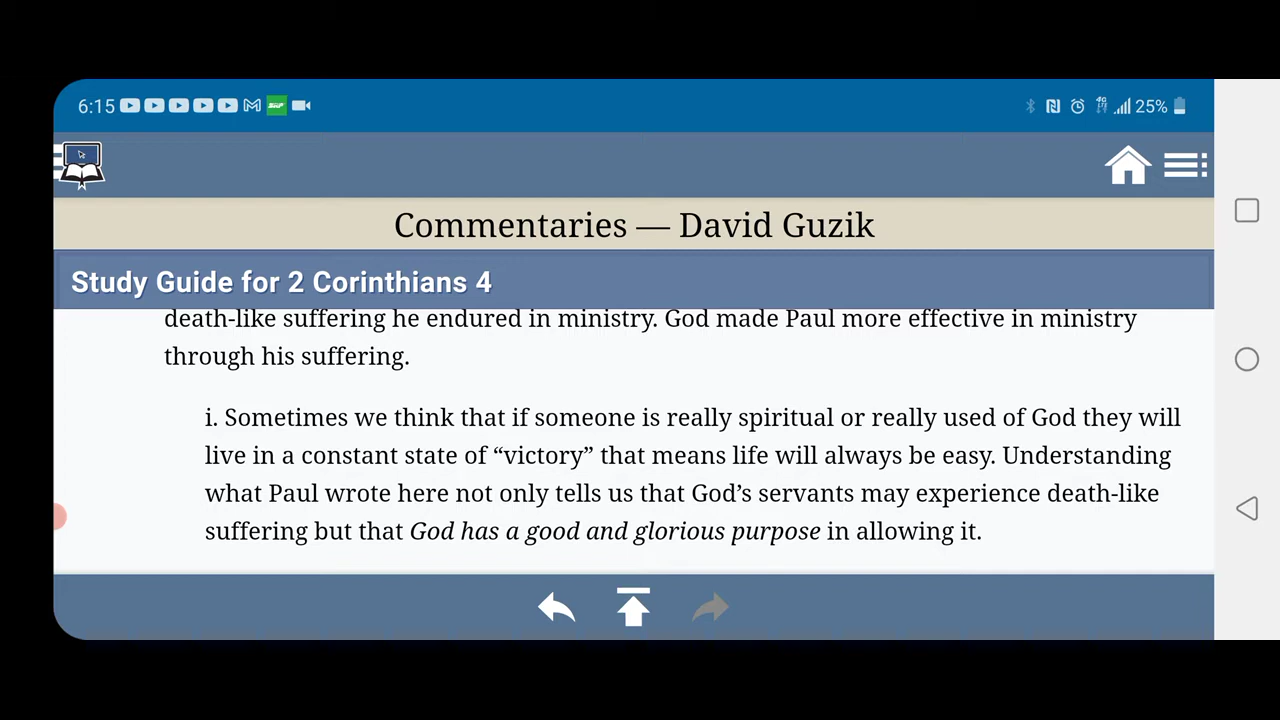 6:15 25%
Commentaries — David Guzik
Study Guide for 2 Corinthians 4
death-like suffering he endured in ministry. God made Paul more effective in ministry
through his suffering.
i. Sometimes we think that if someone is really spiritual or really used of God they will
live in a constant state of “victory” that means life will always be easy. Understanding
what Paul wrote here not only tells us that God’s servants may experience death-like
suffering but that God has a good and glorious purpose in allowing it.